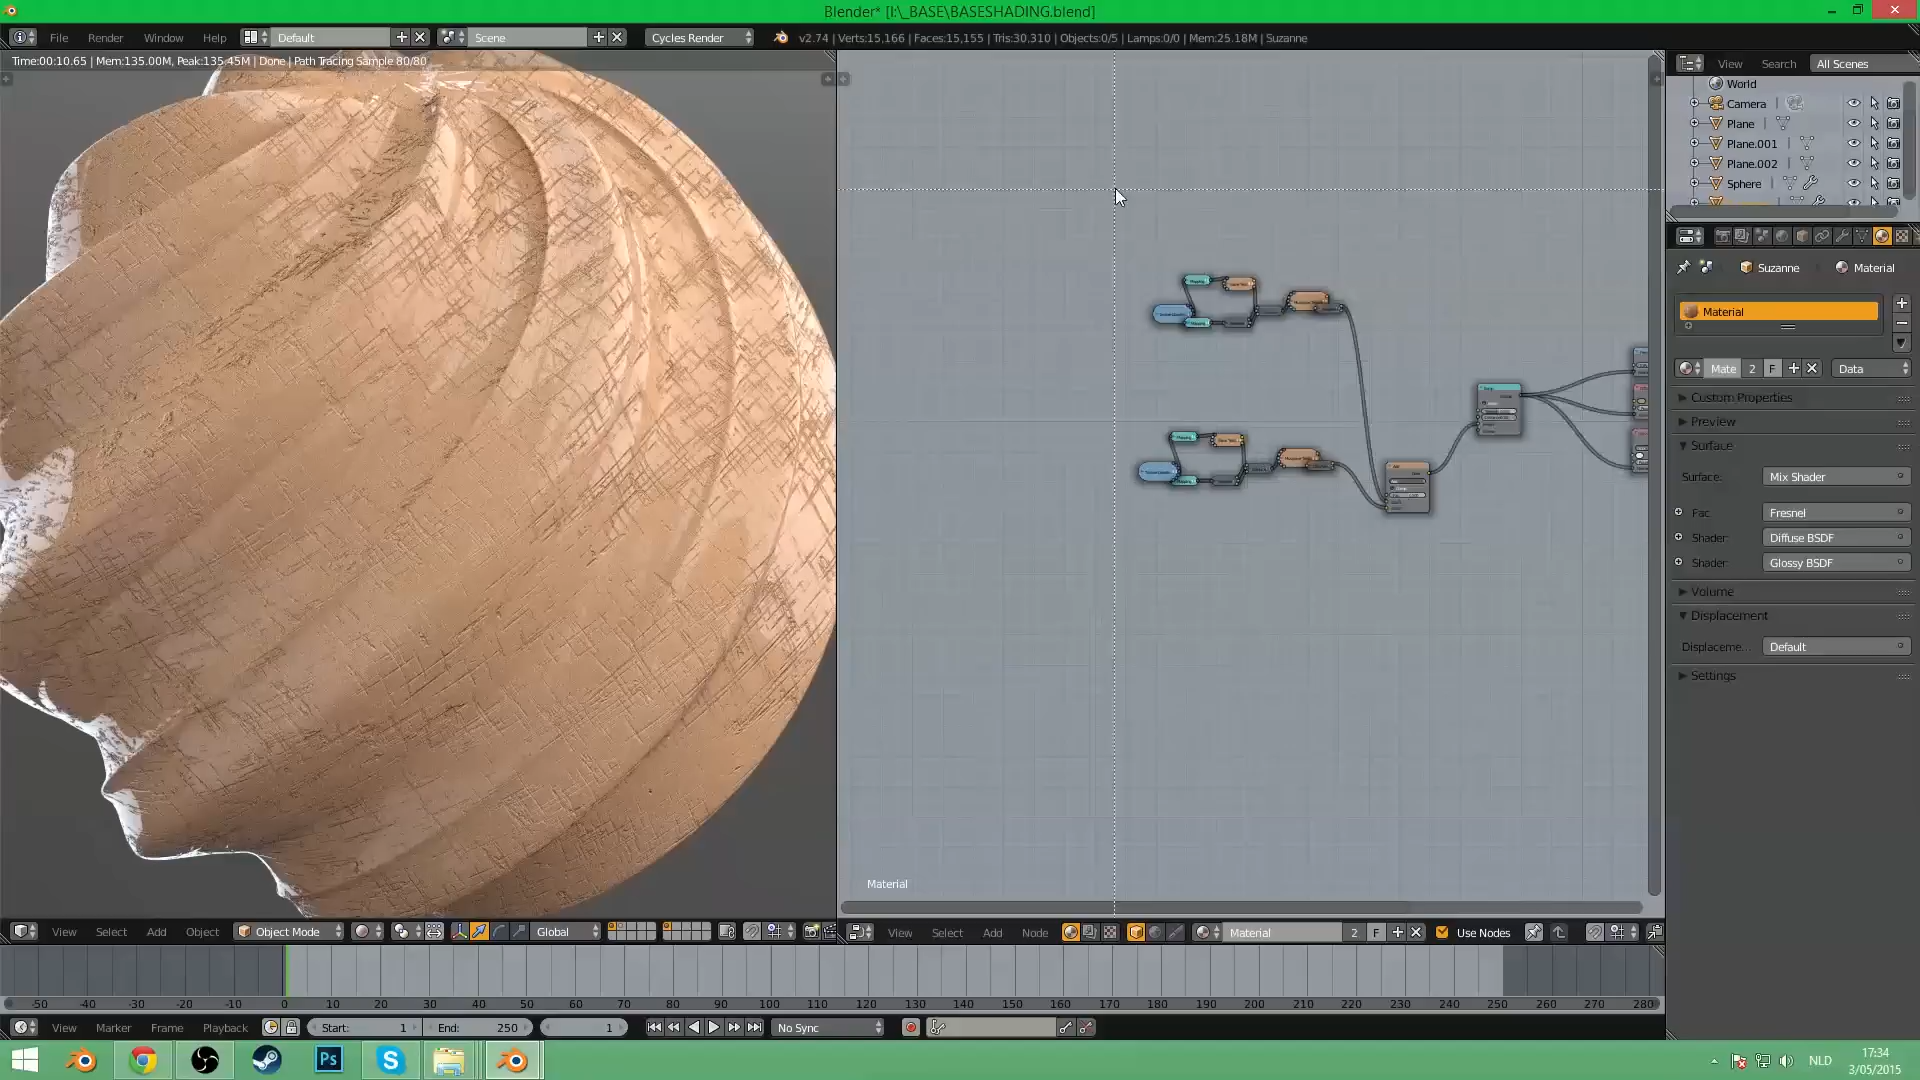 Blender* [I:\_BASE\BASESHADING.blend]
File Render Window Help Default Scene Cycles Render v2.74 | Verts:15,166 | Faces:15,155 | Tris:30,310 | Objects:0/5 | Lamps:0/0 | Mem:25.18M | Suzanne
Time:00:10.65 | Mem:135.00M, Peak:135.45M | Done | Path Tracing Sample 80/80
View Search All Scenes
World
Camera
Plane
Plane.001
Plane.002
Sphere
Suzanne Material
Material
Mate 2 F Data
Custom Properties
Preview
Surface
Surface: Mix Shader
Fac: Fresnel
Shader: Diffuse BSDF
Shader: Glossy BSDF
Volume
Displacement
Displaceme... Default
Settings
Mapping
Mapping
Mapping
Mapping
Material
View Select Add Object Object Mode Global
View Select Add Node Material 2 F Use Nodes
-50 -40 -30 -20 -10 0 10 20 30 40 50 60 70 80 90 100 110 120 130 140 150 160 170 180 190 200 210 220 230 240 250 260 270 280
View Marker Frame Playback Start: 1 End: 250 1 No Sync
Ps
S
NLD
17:34
3/05/2015